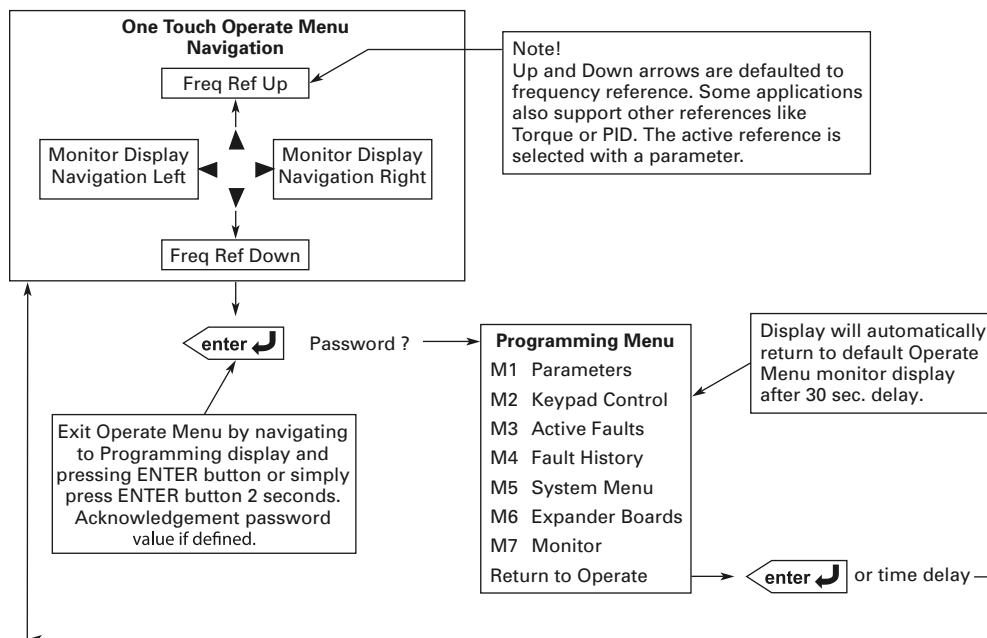 One Touch Operate Menu
Navigation
Freq Ref Up
Monitor Display
Navigation Left
Monitor Display
Navigation Right
Freq Ref Down
Note!
Up and Down arrows are defaulted to
frequency reference. Some applications
also support other references like
Torque or PID. The active reference is
selected with a parameter.
enter
Password ?
Exit Operate Menu by navigating
to Programming display and
pressing ENTER button or simply
press ENTER button 2 seconds.
Acknowledgement password
value if defined.
Programming Menu
M1 Parameters
M2 Keypad Control
M3 Active Faults
M4 Fault History
M5 System Menu
M6 Expander Boards
M7 Monitor
Return to Operate
Display will automatically
return to default Operate
Menu monitor display
after 30 sec. delay.
enter
or time delay